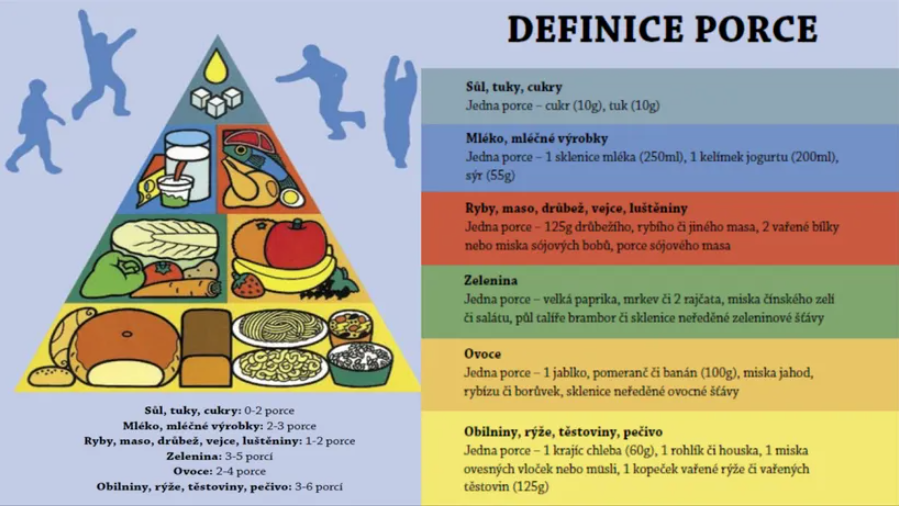 DEFINICE PORCE
Sůl, tuky, cukry
Jedna porce – cukr (10g), tuk (10g)
Mléko, mléčné výrobky
Jedna porce – 1 sklenice mléka (250ml), 1 kelímek jogurtu (200ml),
sýr (55g)
Ryby, maso, drůbež, vejce, luštěniny
Jedna porce – 125g drůbežího, rybího či jiného masa, 2 vařené bílky
nebo miska sójových bobů, porce sójového masa
Zelenina
Jedna porce – velká paprika, mrkev či 2 rajčata, miska čínského zelí
či salátu, půl talíře brambor či sklenice neředěné zeleninové šťávy
Ovoce
Jedna porce – 1 jablko, pomeranč či banán (100g), miska jahod,
rybízu či borůvek, sklenice neředěné ovocné šťávy
Obilniny, rýže, těstoviny, pečivo
Jedna porce – 1 krajíc chleba (60g), 1 rohlík či houska, 1 miska
ovesných vloček nebo müsli, 1 kopeček vařené rýže či vařených
těstovin (125g)
Sůl, tuky, cukry: 0-2 porce
Mléko, mléčné výrobky: 2-3 porce
Ryby, maso, drůbež, vejce, luštěniny: 1-2 porce
Zelenina: 3-5 porcí
Ovoce: 2-4 porce
Obilniny, rýže, těstoviny, pečivo: 3-6 porcí